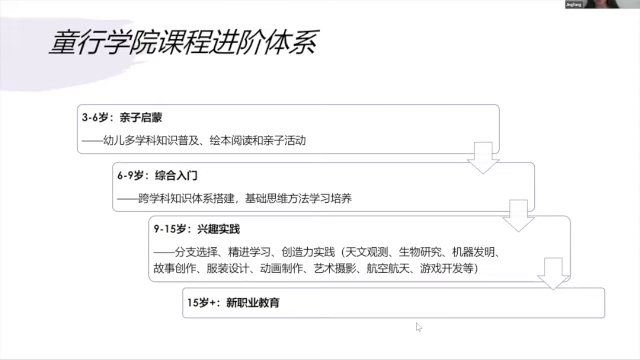 童行学院课程进阶体系
3-6岁：亲子启蒙
——幼儿多学科知识普及、绘本阅读和亲子活动
6-9岁：综合入门
——跨学科知识体系搭建，基础思维方法学习培养
9-15岁：兴趣实践
——分支选择、精进学习、创造力实践（天文观测、生物研究、机器发明、
故事创作、服装设计、动画制作、艺术摄影、航空航天、游戏开发等）
15岁+：新职业教育